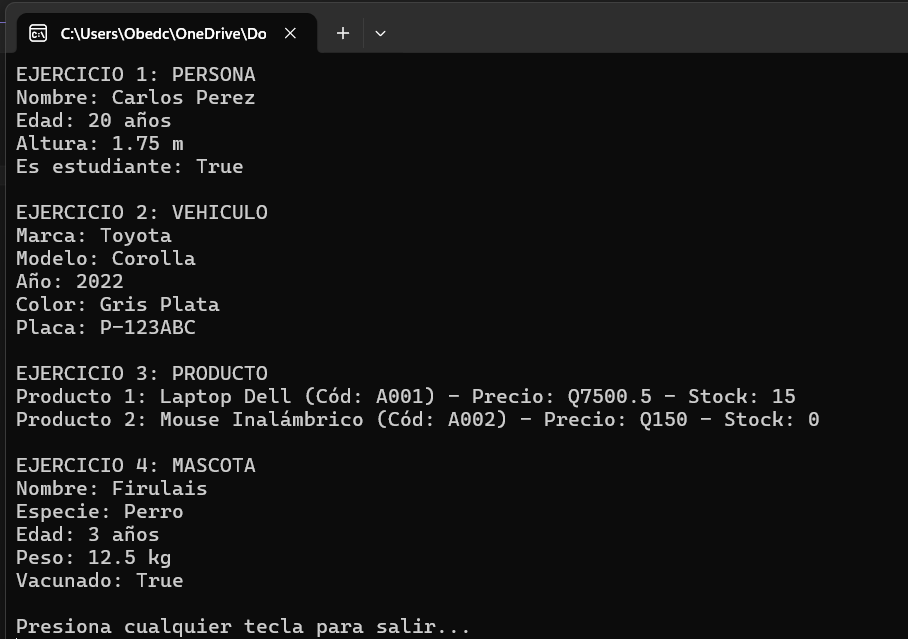 C:\Users\Obedc\OneDrive\Do
EJERCICIO 1: PERSONA
Nombre: Carlos Perez
Edad: 20 años
Altura: 1.75 m
Es estudiante: True
EJERCICIO 2: VEHICULO
Marca: Toyota
Modelo: Corolla
Año: 2022
Color: Gris Plata
Placa: P-123ABC
EJERCICIO 3: PRODUCTO
Producto 1: Laptop Dell (Cód: A001) - Precio: Q7500.5 - Stock: 15
Producto 2: Mouse Inalámbrico (Cód: A002) - Precio: Q150 - Stock: 0
EJERCICIO 4: MASCOTA
Nombre: Firulais
Especie: Perro
Edad: 3 años
Peso: 12.5 kg
Vacunado: True
Presiona cualquier tecla para salir...